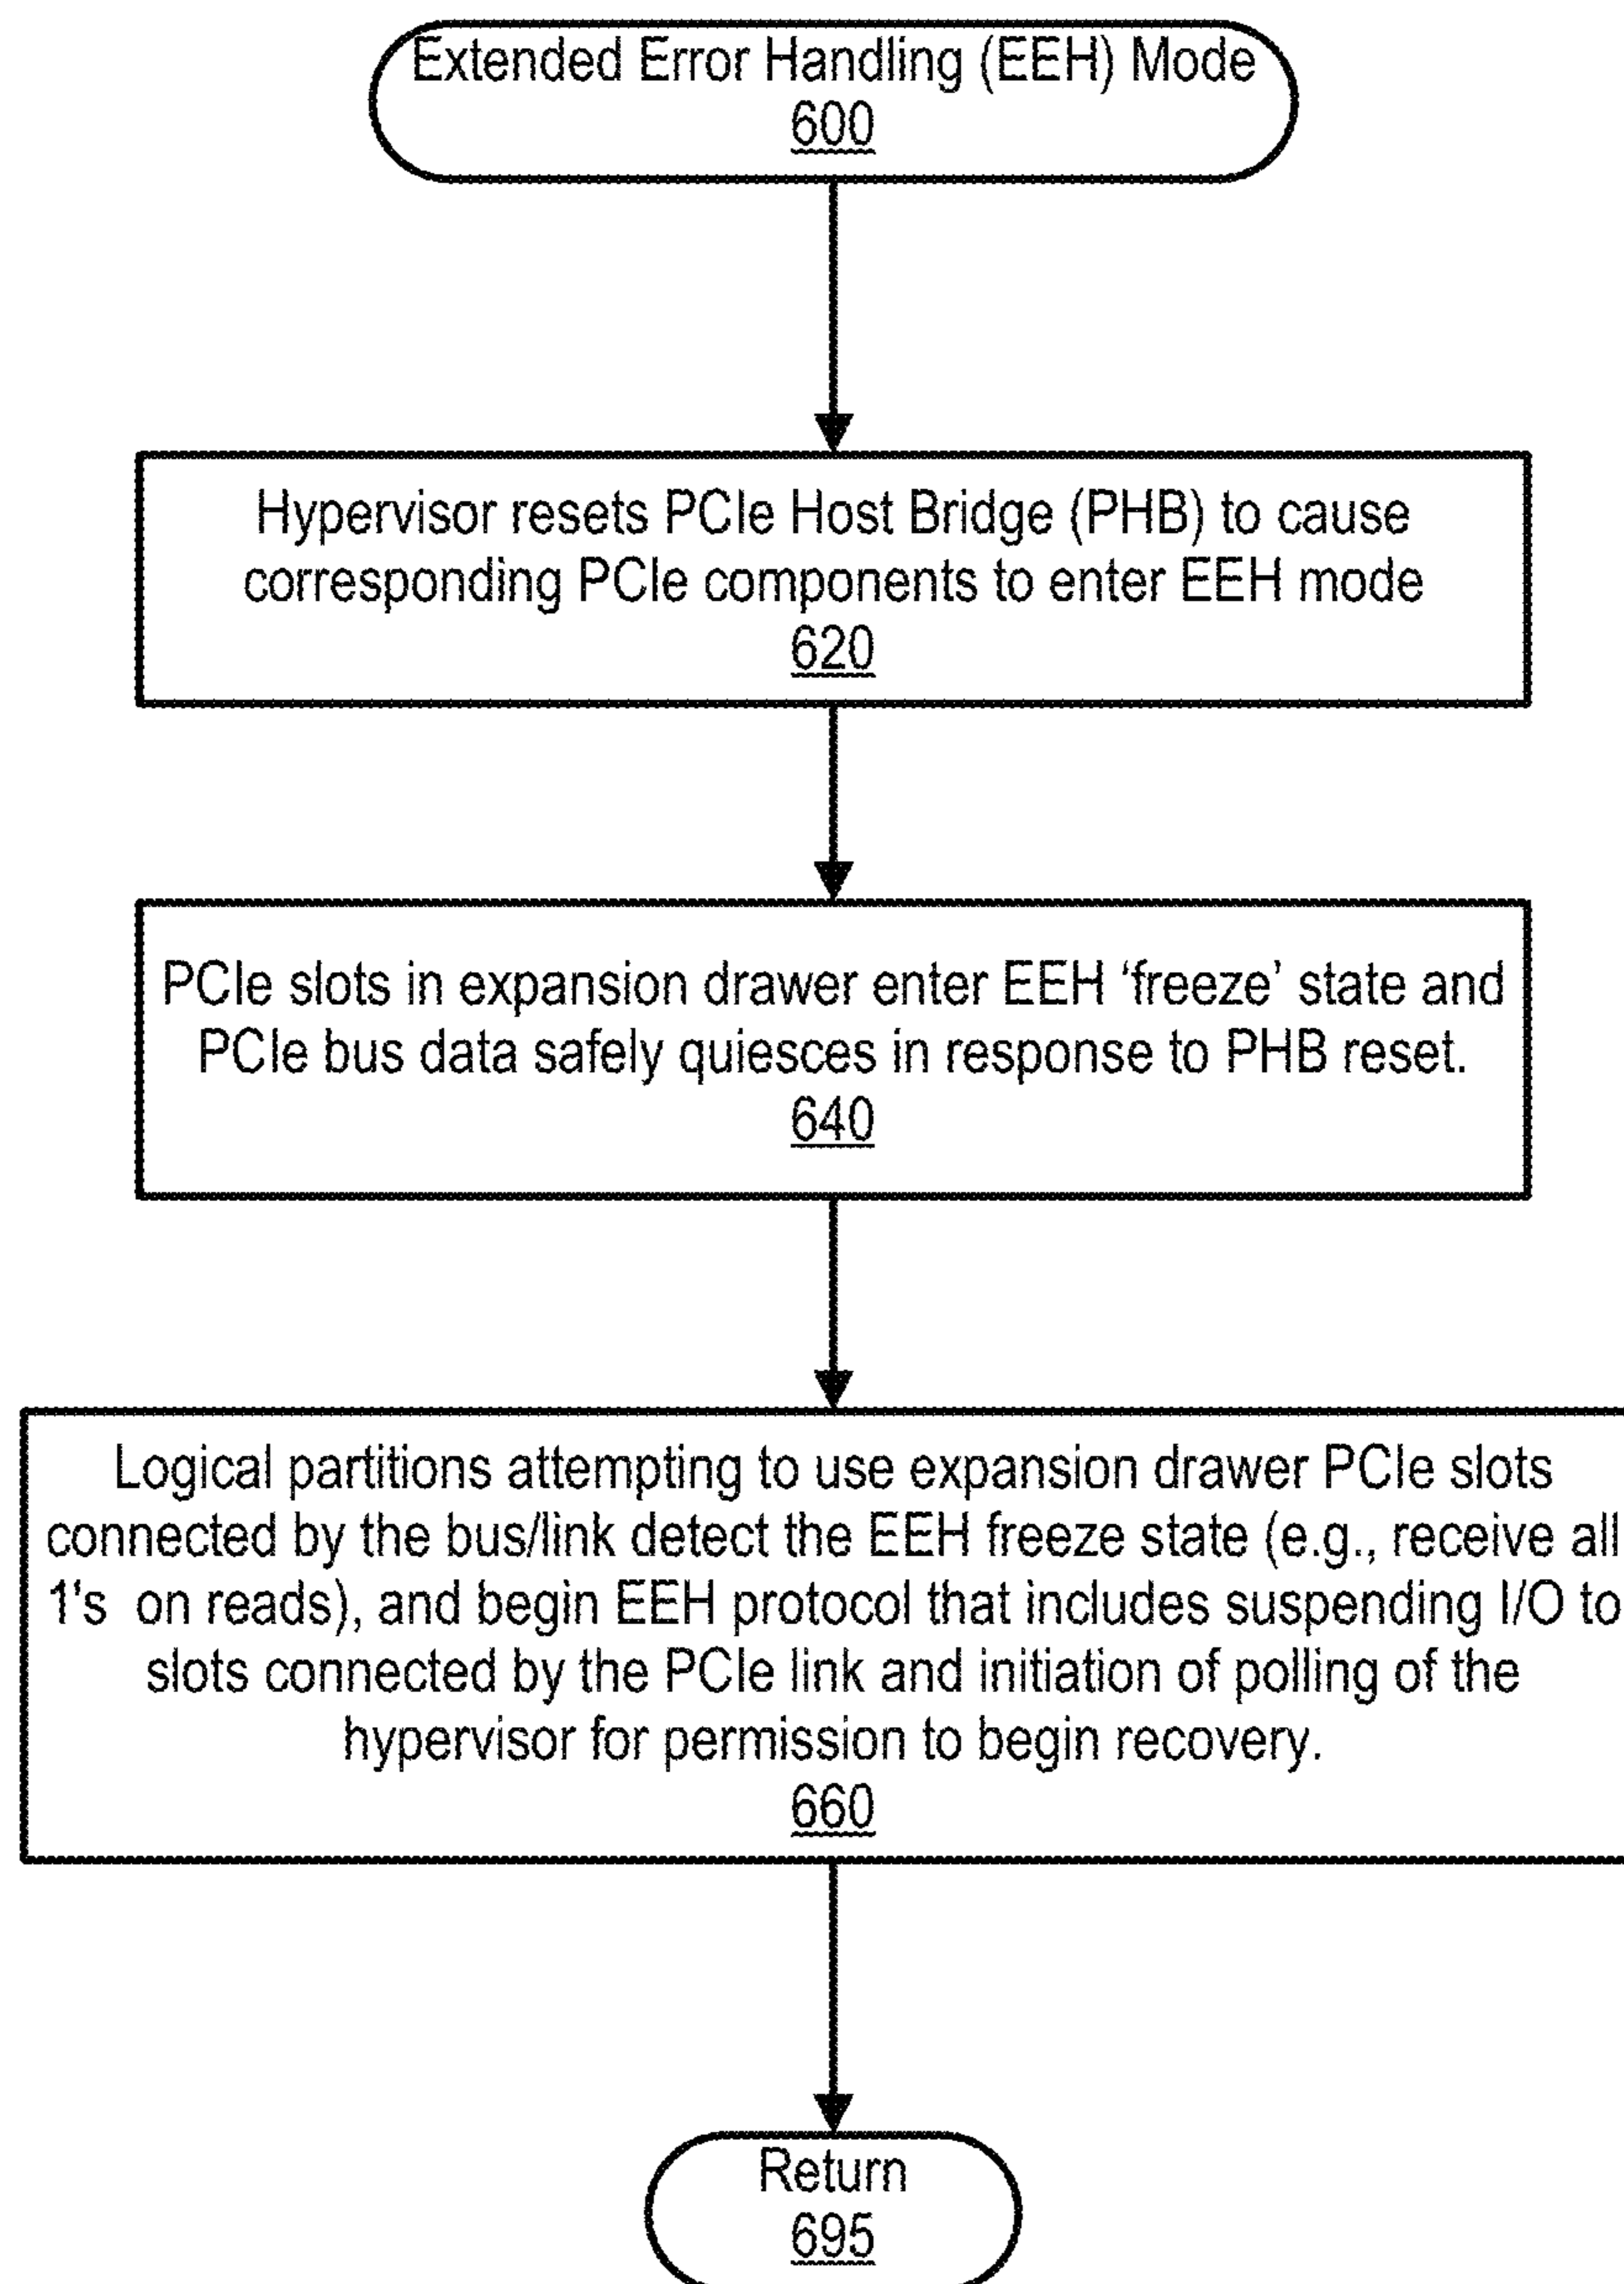 Extended Error Handling (EEH) Mode
600
Hypervisor resets PCIe Host Bridge (PHB) to cause
corresponding PCIe components to enter EEH mode
620
PCIe slots in expansion drawer enter EEH ‘freeze’ state and
PCIe bus data safely quiesces in response to PHB reset.
640
Logical partitions attempting to use expansion drawer PCIe slots
connected by the bus/link detect the EEH freeze state (e.g., receive all
1's on reads), and begin EEH protocol that includes suspending I/O to
slots connected by the PCIe link and initiation of polling of the
hypervisor for permission to begin recovery.
660
Return
695